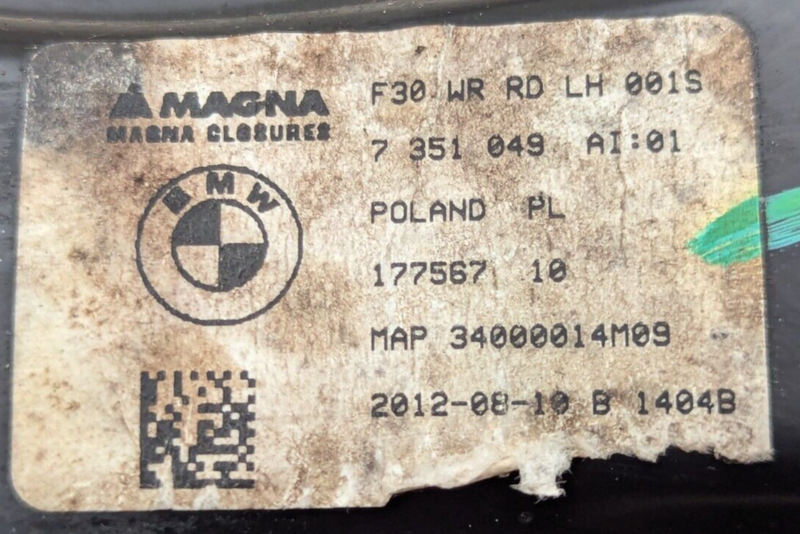 MAGNA
MAGNA CLOSURES
BMW
F30 WR RD LH 001S
7 351 049 AI:01
POLAND PL
177567 10
MAP 34000014M09
2012-08-10 B 1404B